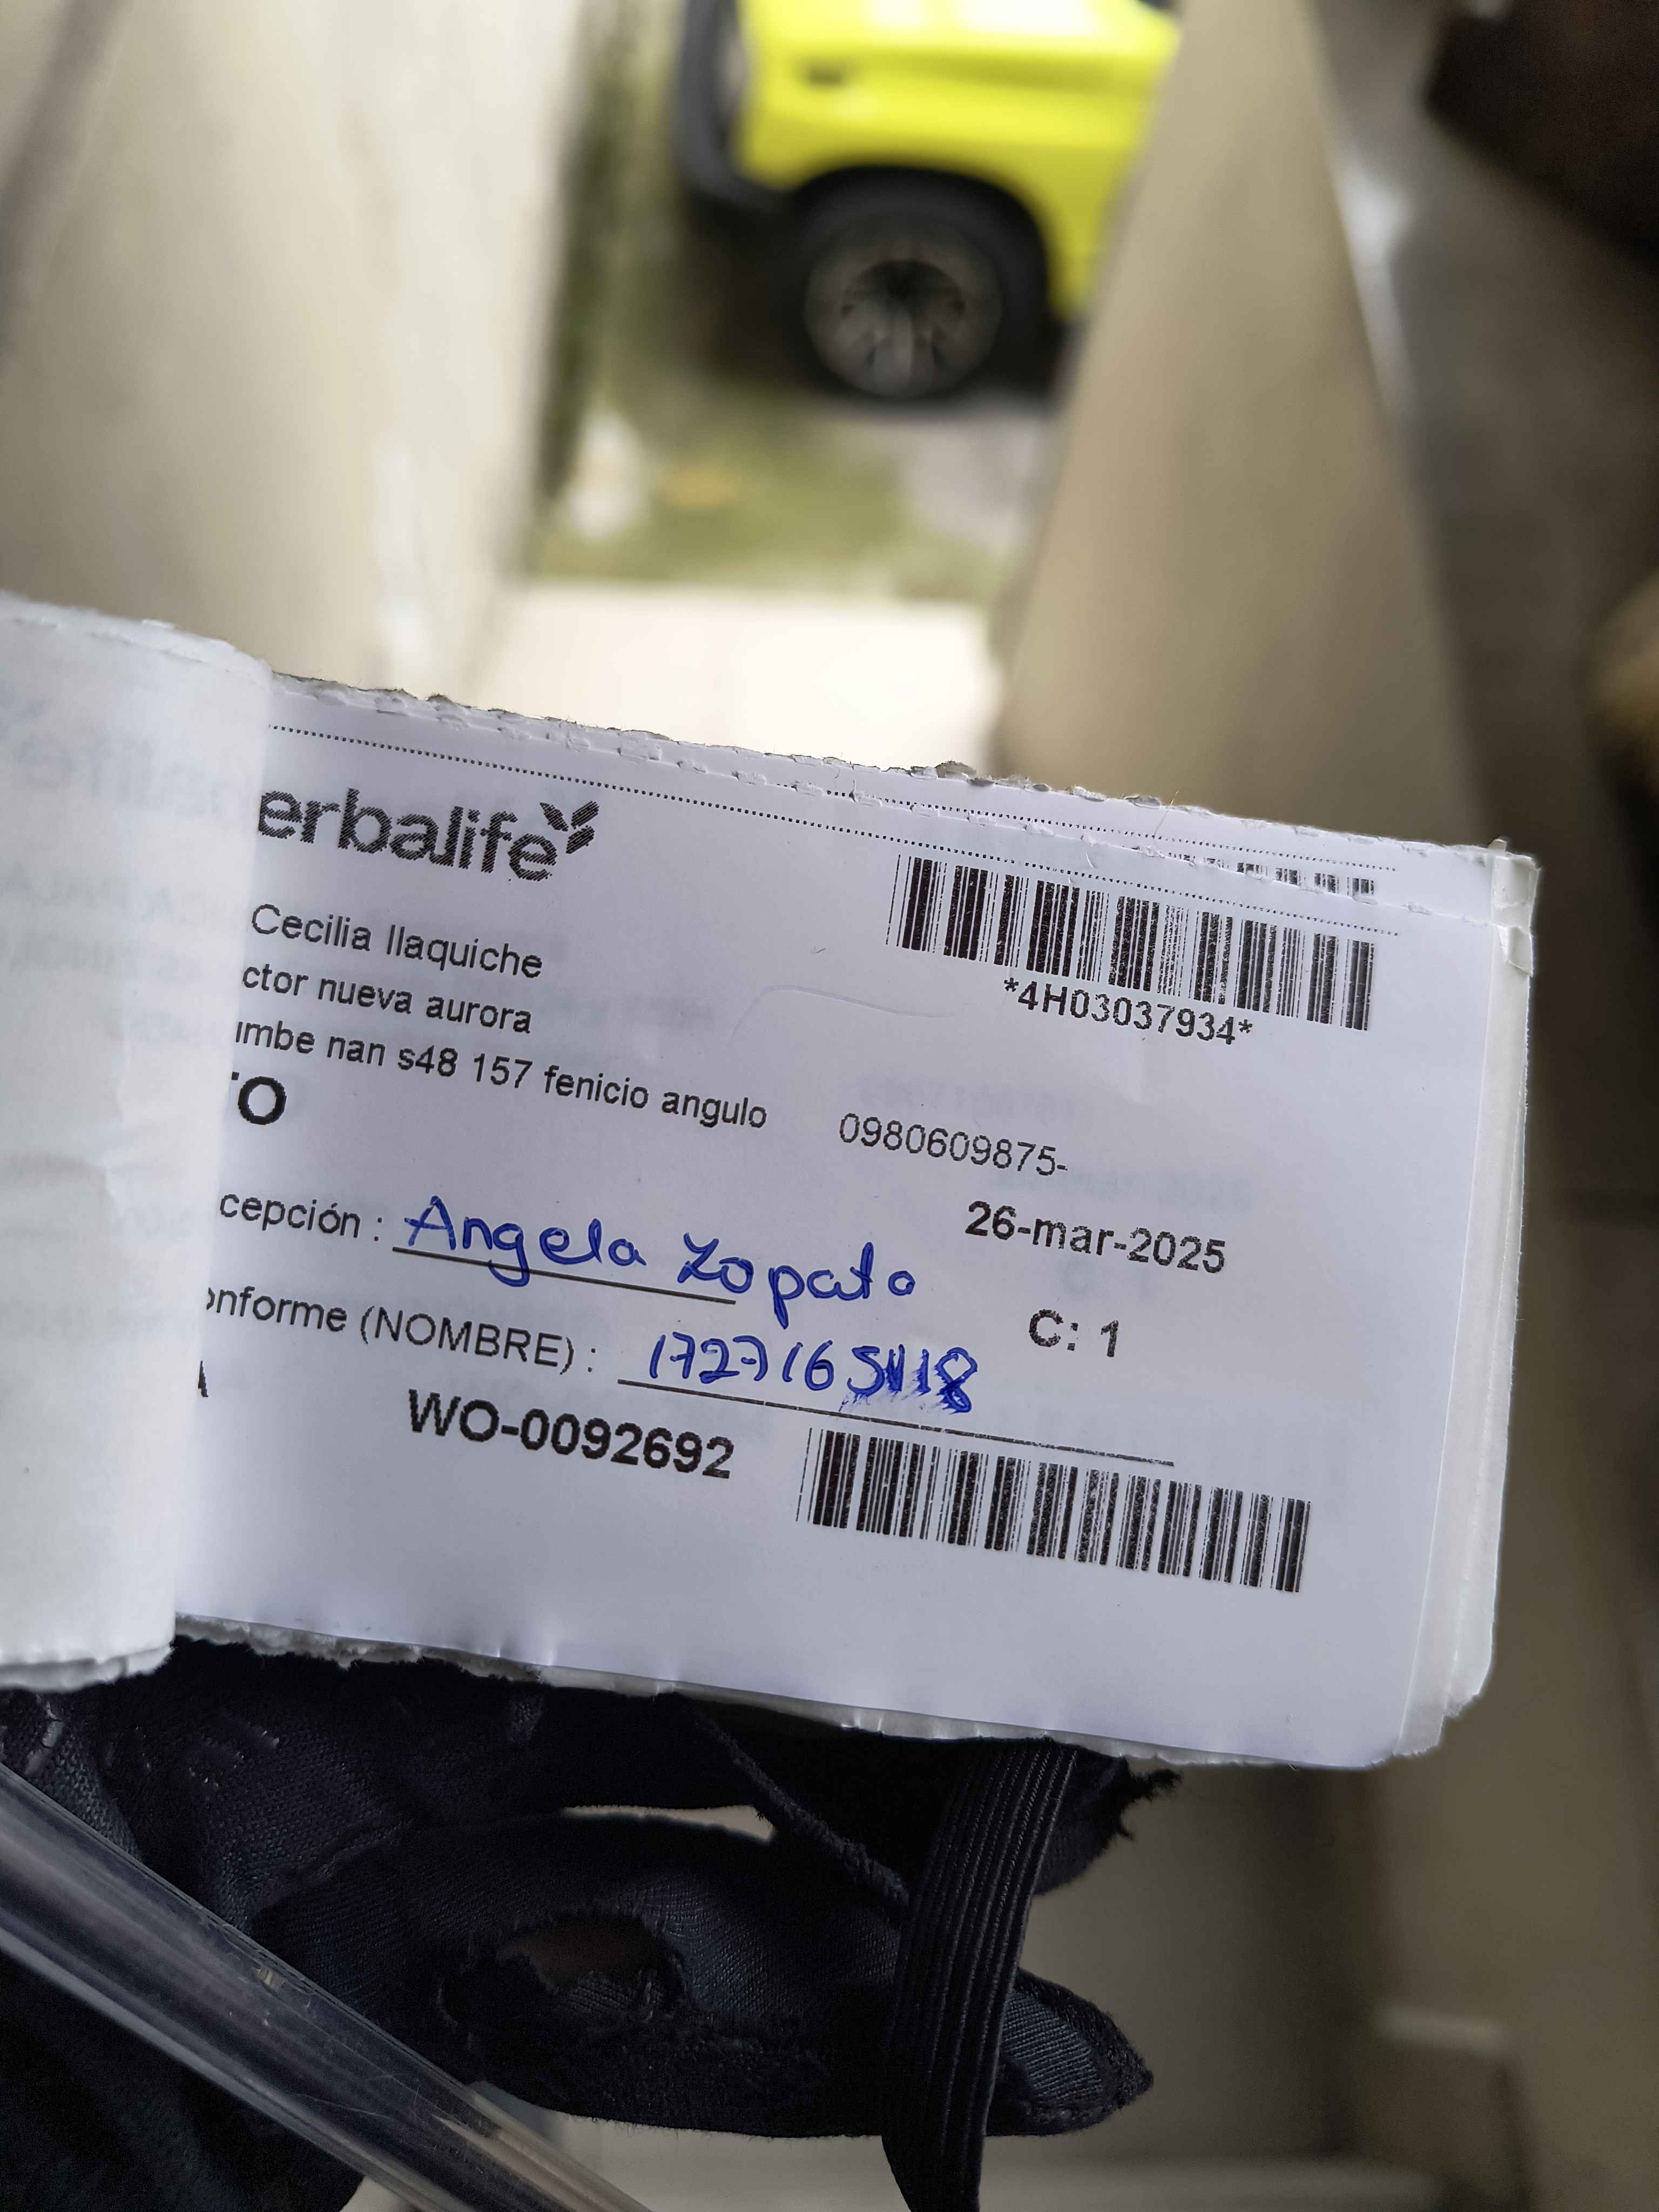 erbalife
*4H03037934*
Cecilia llaquiche
ctor nueva aurora
umbe nan s48 157 fenicio angulo 0980609875-
TO
26-mar-2025
cepción : Angela Zapata
C: 1
onforme (NOMBRE) :
WO-0092692